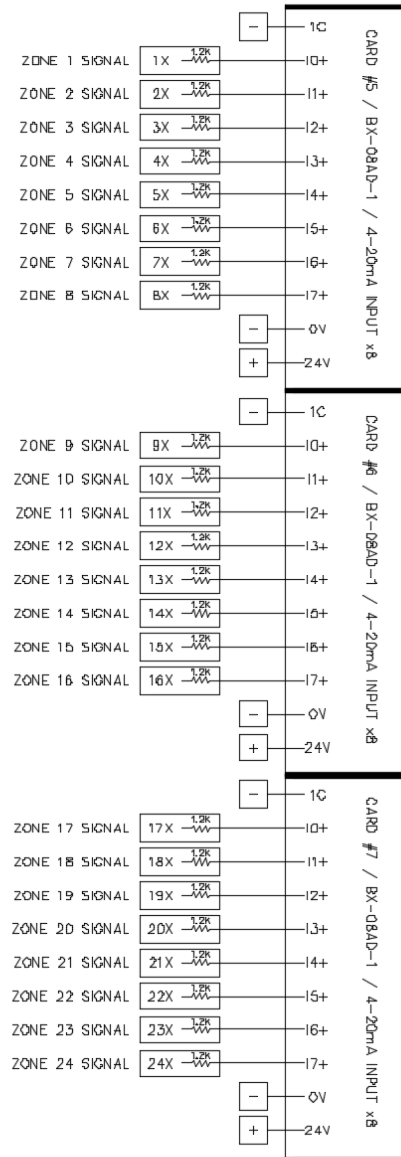 - 1C
ZONE 1 SIGNAL 1X 1.2K I0+
ZONE 2 SIGNAL 2X 1.2K I1+
ZONE 3 SIGNAL 3X 1.2K I2+
ZONE 4 SIGNAL 4X 1.2K I3+
ZONE 5 SIGNAL 5X 1.2K I4+
ZONE 6 SIGNAL 6X 1.2K I5+
ZONE 7 SIGNAL 7X 1.2K I6+
ZONE 8 SIGNAL 8X 1.2K I7+
- 0V
+ 24V
CARD #5 / BX-08AD-1 / 4-20mA INPUT x8
- 1C
ZONE 9 SIGNAL 9X 1.2K I0+
ZONE 10 SIGNAL 10X 1.2K I1+
ZONE 11 SIGNAL 11X 1.2K I2+
ZONE 12 SIGNAL 12X 1.2K I3+
ZONE 13 SIGNAL 13X 1.2K I4+
ZONE 14 SIGNAL 14X 1.2K I5+
ZONE 15 SIGNAL 15X 1.2K I6+
ZONE 16 SIGNAL 16X 1.2K I7+
- 0V
+ 24V
CARD #6 / BX-08AD-1 / 4-20mA INPUT x8
- 1C
ZONE 17 SIGNAL 17X 1.2K I0+
ZONE 18 SIGNAL 18X 1.2K I1+
ZONE 19 SIGNAL 19X 1.2K I2+
ZONE 20 SIGNAL 20X 1.2K I3+
ZONE 21 SIGNAL 21X 1.2K I4+
ZONE 22 SIGNAL 22X 1.2K I5+
ZONE 23 SIGNAL 23X 1.2K I6+
ZONE 24 SIGNAL 24X 1.2K I7+
- 0V
+ 24V
CARD #7 / BX-08AD-1 / 4-20mA INPUT x8